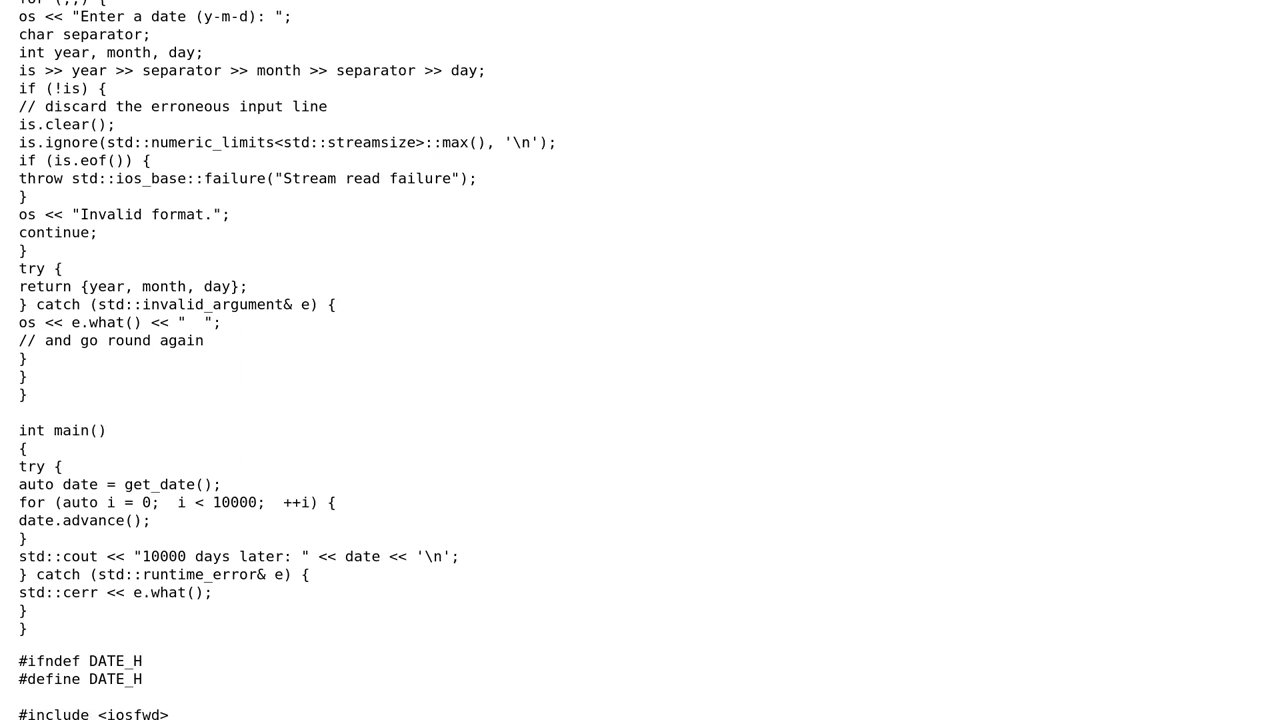 for (;;) {
os << "Enter a date (y-m-d): ";
char separator;
int year, month, day;
is >> year >> separator >> month >> separator >> day;
if (!is) {
// discard the erroneous input line
is.clear();
is.ignore(std::numeric_limits<std::streamsize>::max(), '\n');
if (is.eof()) {
throw std::ios_base::failure("Stream read failure");
}
os << "Invalid format.";
continue;
}
try {
return {year, month, day};
} catch (std::invalid_argument& e) {
os << e.what() << "  ";
// and go round again
}
}
}

int main()
{
try {
auto date = get_date();
for (auto i = 0;  i < 10000;  ++i) {
date.advance();
}
std::cout << "10000 days later: " << date << '\n';
} catch (std::runtime_error& e) {
std::cerr << e.what();
}
}

#ifndef DATE_H
#define DATE_H

#include <iosfwd>